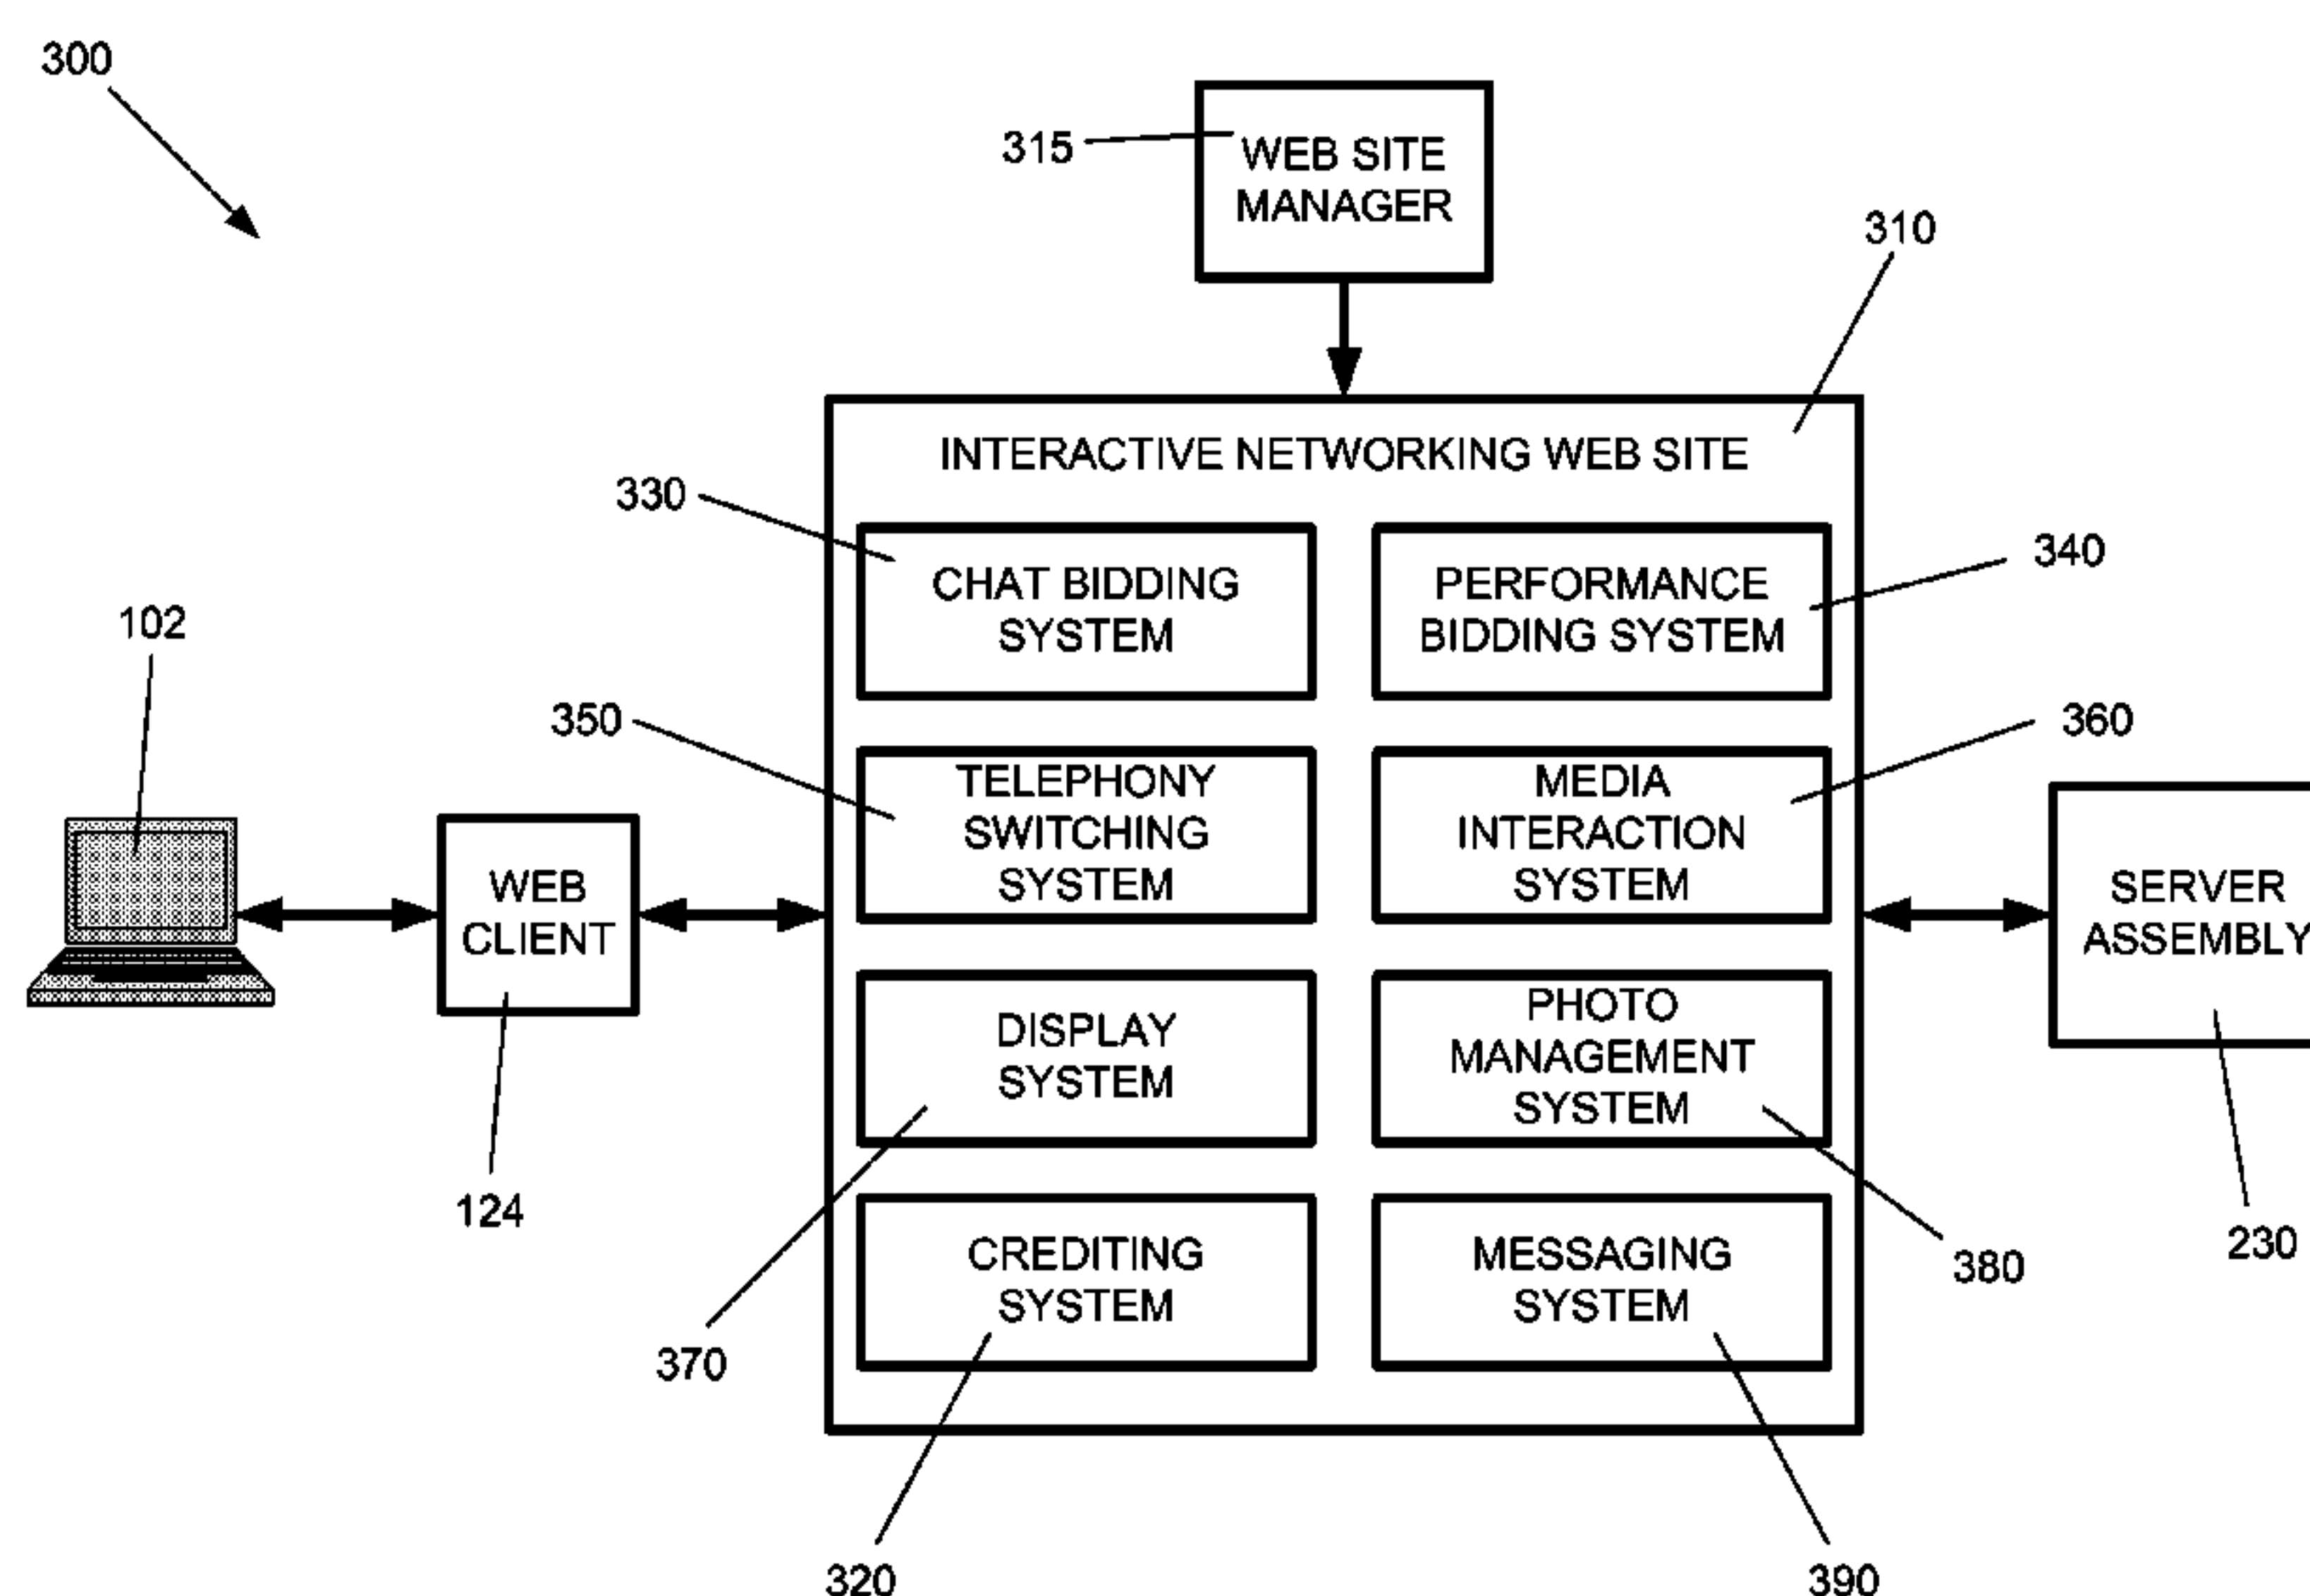 300
315
WEB SITE
MANAGER
310
INTERACTIVE NETWORKING WEB SITE
330
CHAT BIDDING
SYSTEM
PERFORMANCE
BIDDING SYSTEM
340
102
350
TELEPHONY
SWITCHING
SYSTEM
MEDIA
INTERACTION
SYSTEM
360
WEB
CLIENT
SERVER
ASSEMBLY
DISPLAY
SYSTEM
PHOTO
MANAGEMENT
SYSTEM
124
230
CREDITING
SYSTEM
MESSAGING
SYSTEM
380
370
320
390